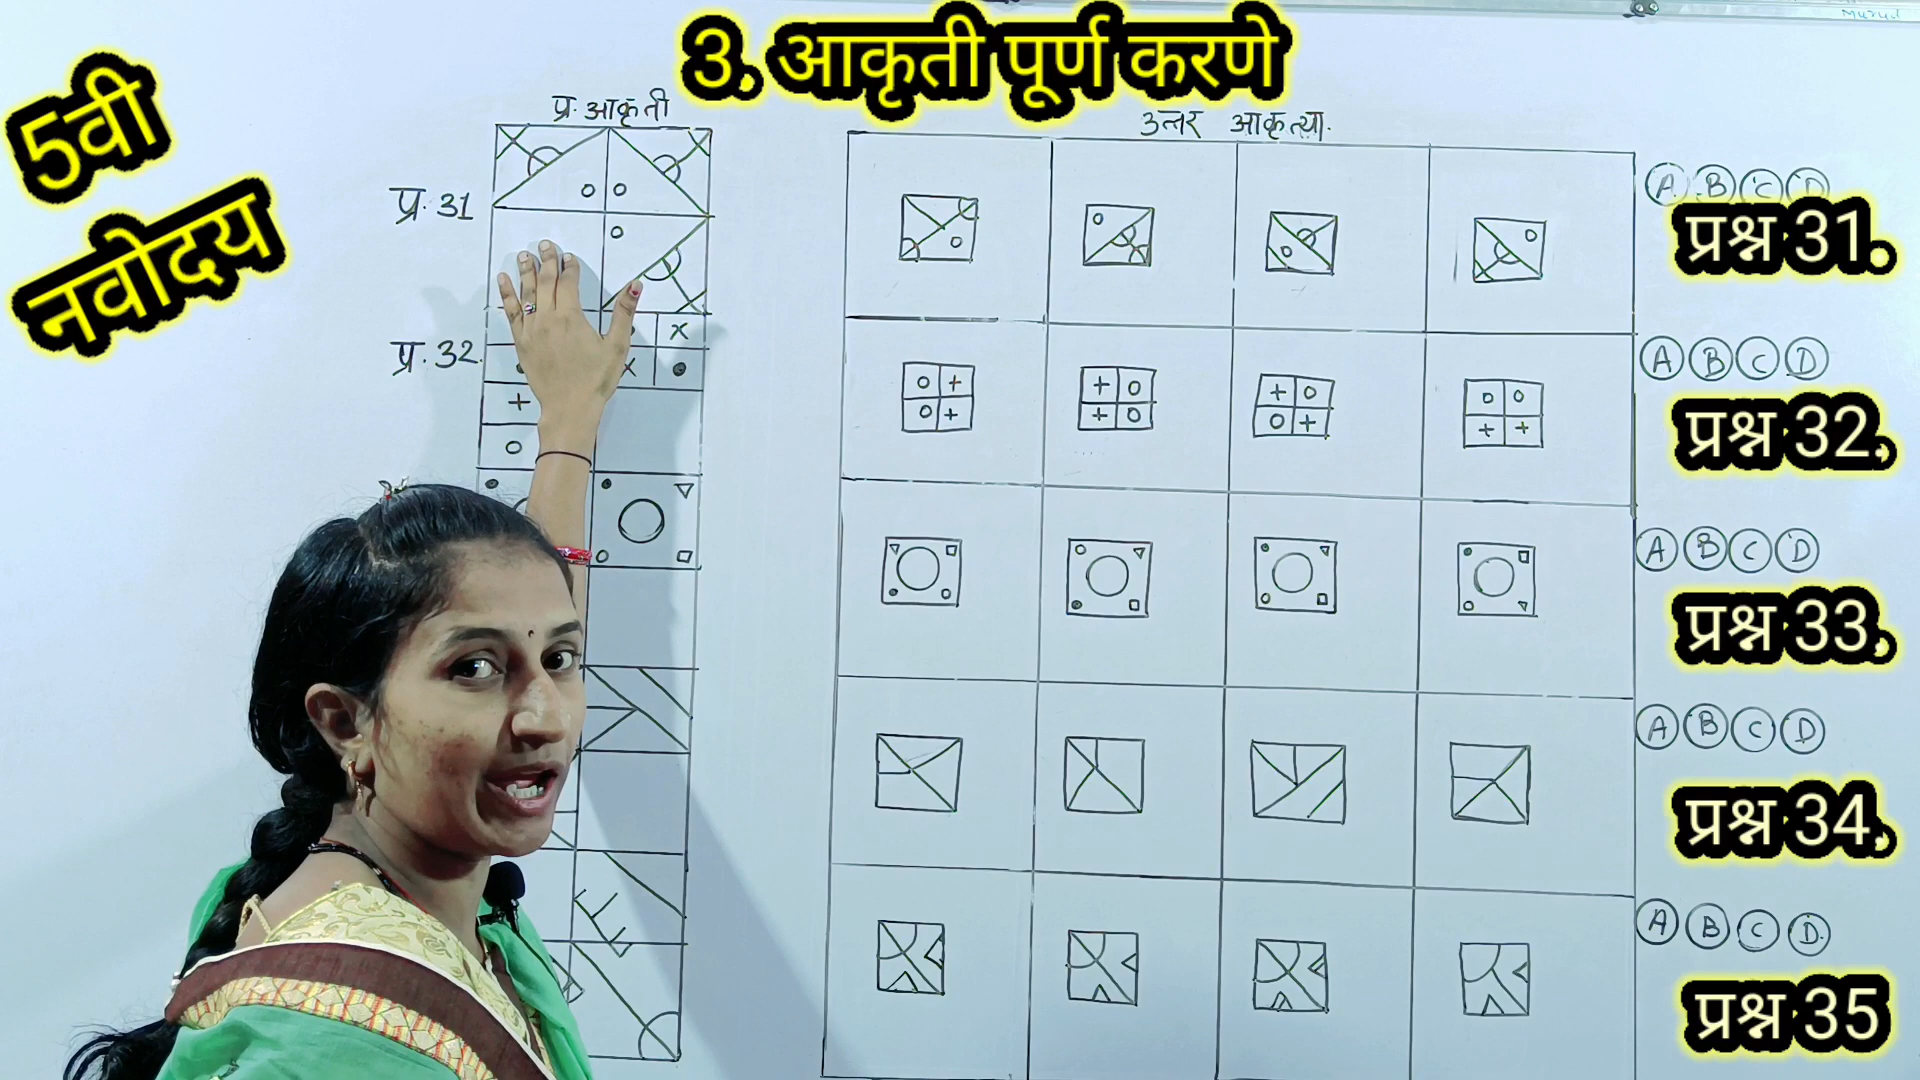 3. आकृती पूर्ण करणे
5वी
नवोदय
प्र. आकृती
उत्तर आकृत्या.
प्र. 31
A B C D
प्रश्न 31.
प्र. 32.
A B C D
प्रश्न 32.
A B C D
प्रश्न 33.
A B C D
प्रश्न 34.
A B C D.
प्रश्न 35